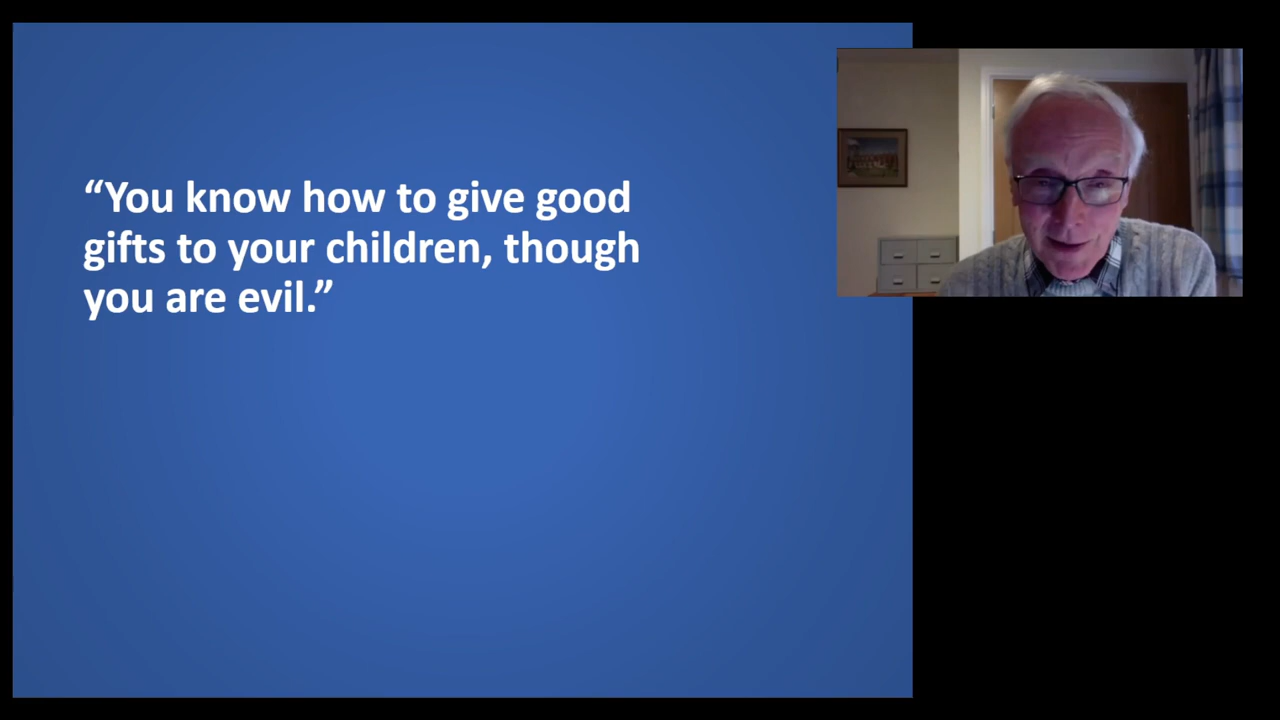 “You know how to give good
gifts to your children, though
you are evil.”